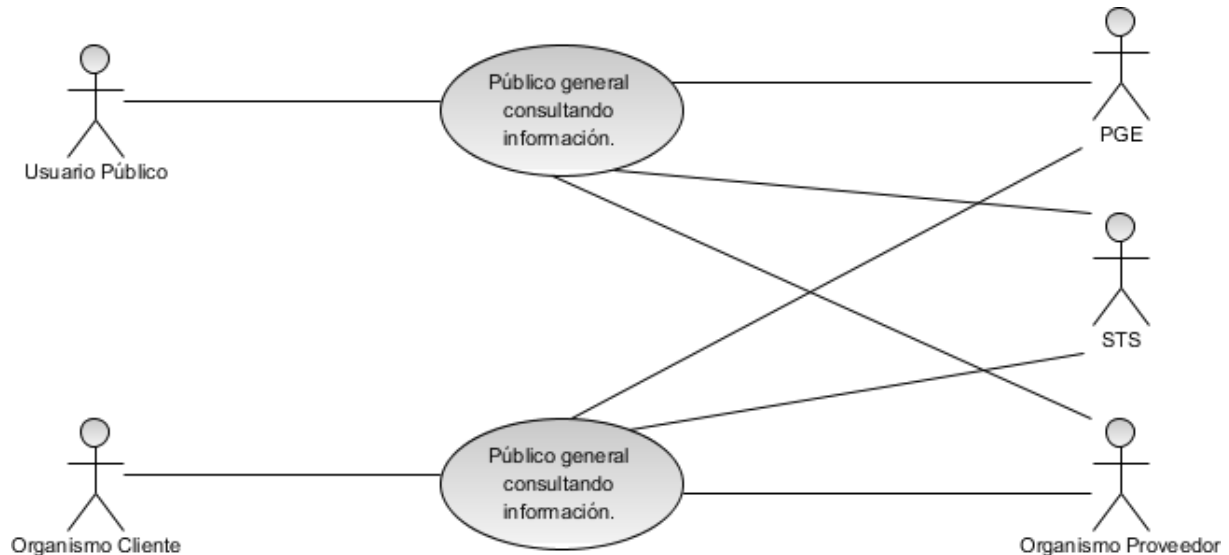 Usuario Público
Público general
consultando
información.
PGE
STS
Organismo Cliente
Público general
consultando
información.
Organismo Proveedor